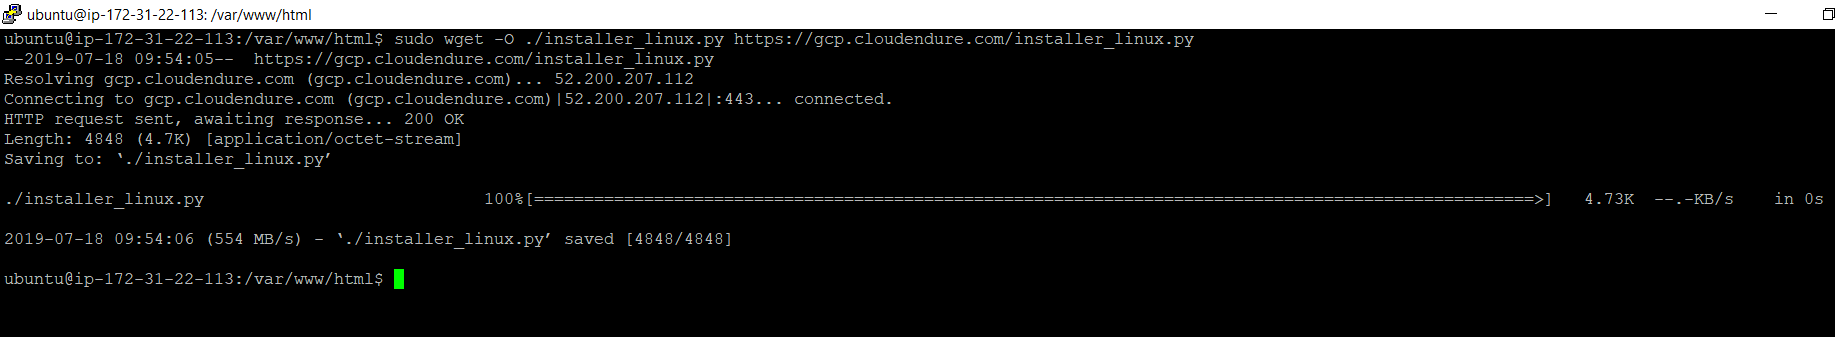 ubuntu@ip-172-31-22-113: /var/www/html
ubuntu@ip-172-31-22-113:/var/www/html$ sudo wget -O ./installer_linux.py https://gcp.cloudendure.com/installer_linux.py
--2019-07-18 09:54:05--  https://gcp.cloudendure.com/installer_linux.py
Resolving gcp.cloudendure.com (gcp.cloudendure.com)... 52.200.207.112
Connecting to gcp.cloudendure.com (gcp.cloudendure.com)|52.200.207.112|:443... connected.
HTTP request sent, awaiting response... 200 OK
Length: 4848 (4.7K) [application/octet-stream]
Saving to: ‘./installer_linux.py’
./installer_linux.py                            100%[====================================================================================================>]   4.73K  --.-KB/s    in 0s
2019-07-18 09:54:06 (554 MB/s) - ‘./installer_linux.py’ saved [4848/4848]
ubuntu@ip-172-31-22-113:/var/www/html$